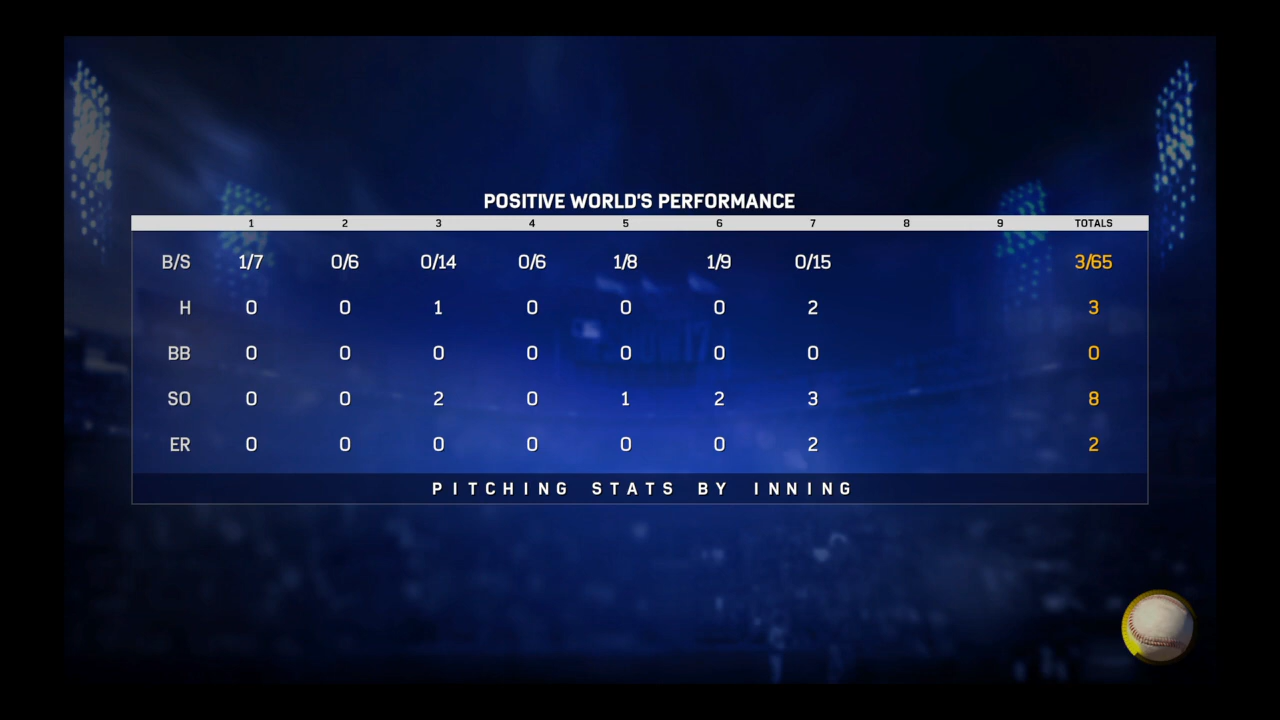 POSITIVE WORLD'S PERFORMANCE
1 2 3 4 5 6 7 8 9 TOTALS
B/S 1/7 0/6 0/14 0/6 1/8 1/9 0/15 3/65
H 0 0 1 0 0 0 2 3
BB 0 0 0 0 0 0 0 0
SO 0 0 2 0 1 2 3 8
ER 0 0 0 0 0 0 2 2
PITCHING STATS BY INNING